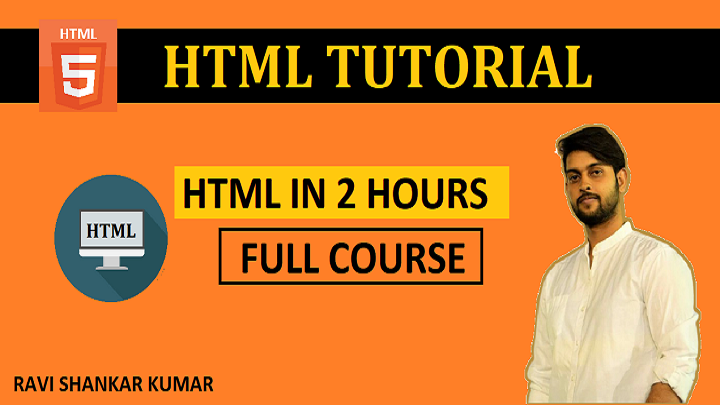 HTML
5
HTML TUTORIAL
HTML IN 2 HOURS
HTML
FULL COURSE
RAVI SHANKAR KUMAR